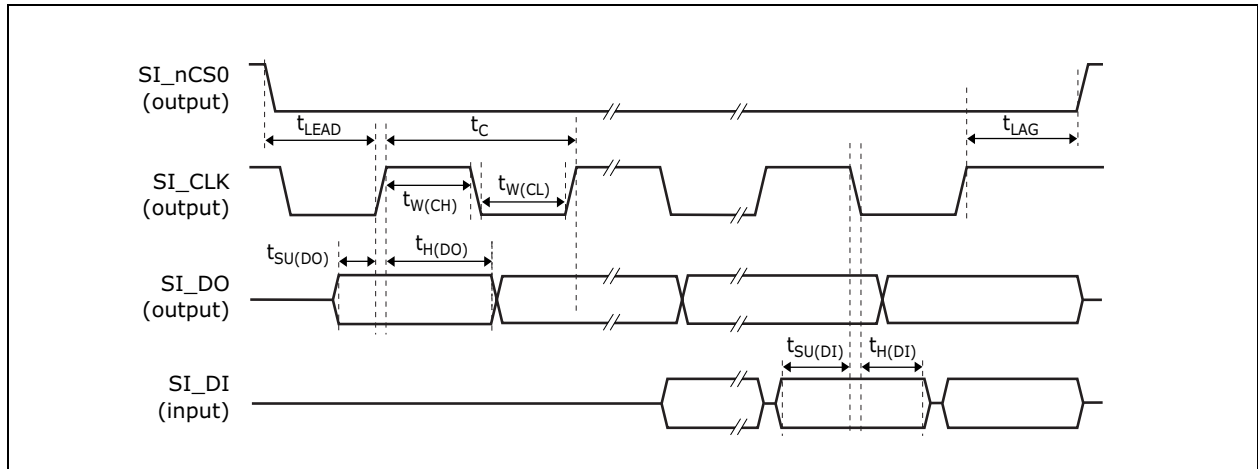 SI_nCS0
(output)
tLEAD
tC
tLAG
SI_CLK
(output)
tW(CH)
tW(CL)
tSU(DO)
tH(DO)
SI_DO
(output)
tSU(DI)
tH(DI)
SI_DI
(input)